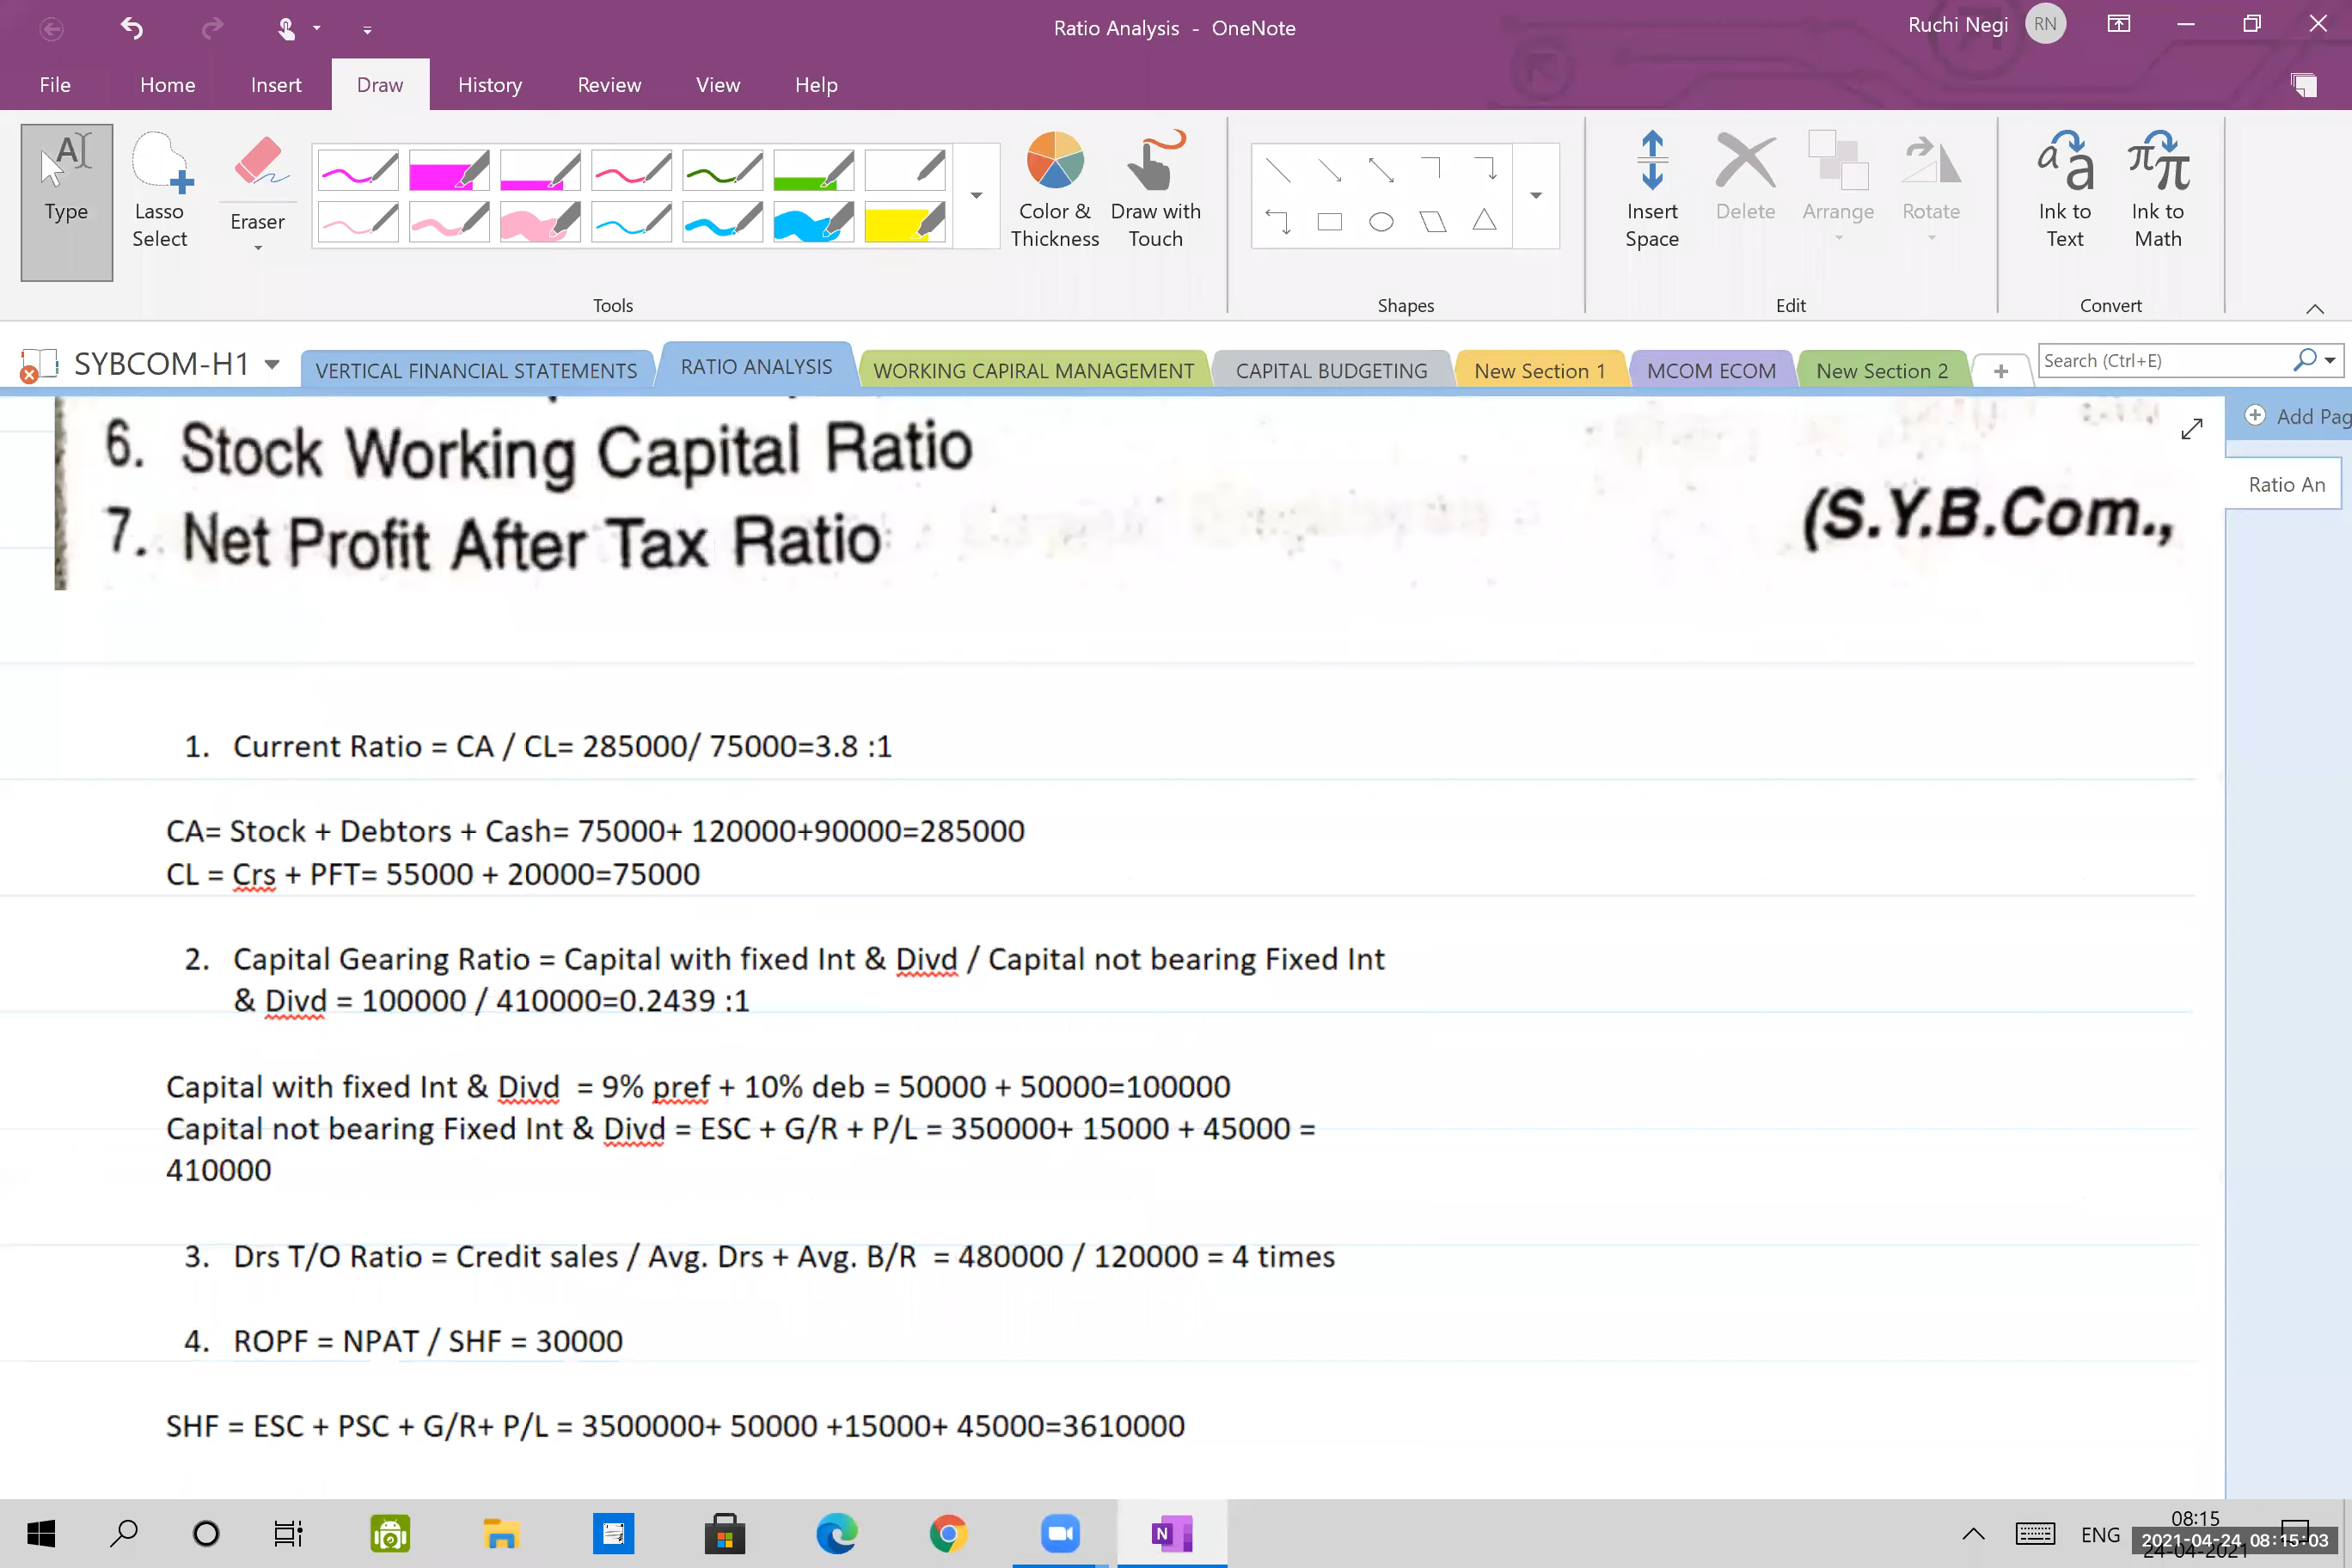 Ratio Analysis - OneNote
Ruchi Negi
RN
File
Home
Insert
Draw
History
Review
View
Help
Type
Lasso
Select
Eraser
Color &
Thickness
Draw with
Touch
Insert
Space
Delete
Arrange
Rotate
Ink to
Text
Ink to
Math
Tools
Shapes
Edit
Convert
SYBCOM-H1
VERTICAL FINANCIAL STATEMENTS
RATIO ANALYSIS
WORKING CAPIRAL MANAGEMENT
CAPITAL BUDGETING
New Section 1
MCOM ECOM
New Section 2
Search (Ctrl+E)
Add Pag
Ratio An
6. Stock Working Capital Ratio
7. Net Profit After Tax Ratio
(S.Y.B.Com.,
1. Current Ratio = CA / CL= 285000/ 75000=3.8 :1
CA= Stock + Debtors + Cash= 75000+ 120000+90000=285000
CL = Crs + PFT= 55000 + 20000=75000
2. Capital Gearing Ratio = Capital with fixed Int & Divd / Capital not bearing Fixed Int
& Divd = 100000 / 410000=0.2439 :1
Capital with fixed Int & Divd = 9% pref + 10% deb = 50000 + 50000=100000
Capital not bearing Fixed Int & Divd = ESC + G/R + P/L = 350000+ 15000 + 45000 =
410000
3. Drs T/O Ratio = Credit sales / Avg. Drs + Avg. B/R = 480000 / 120000 = 4 times
4. ROPF = NPAT / SHF = 30000
SHF = ESC + PSC + G/R+ P/L = 3500000+ 50000 +15000+ 45000=3610000
ENG
08:15
2021-04-24 08:15:03
24-04-2021